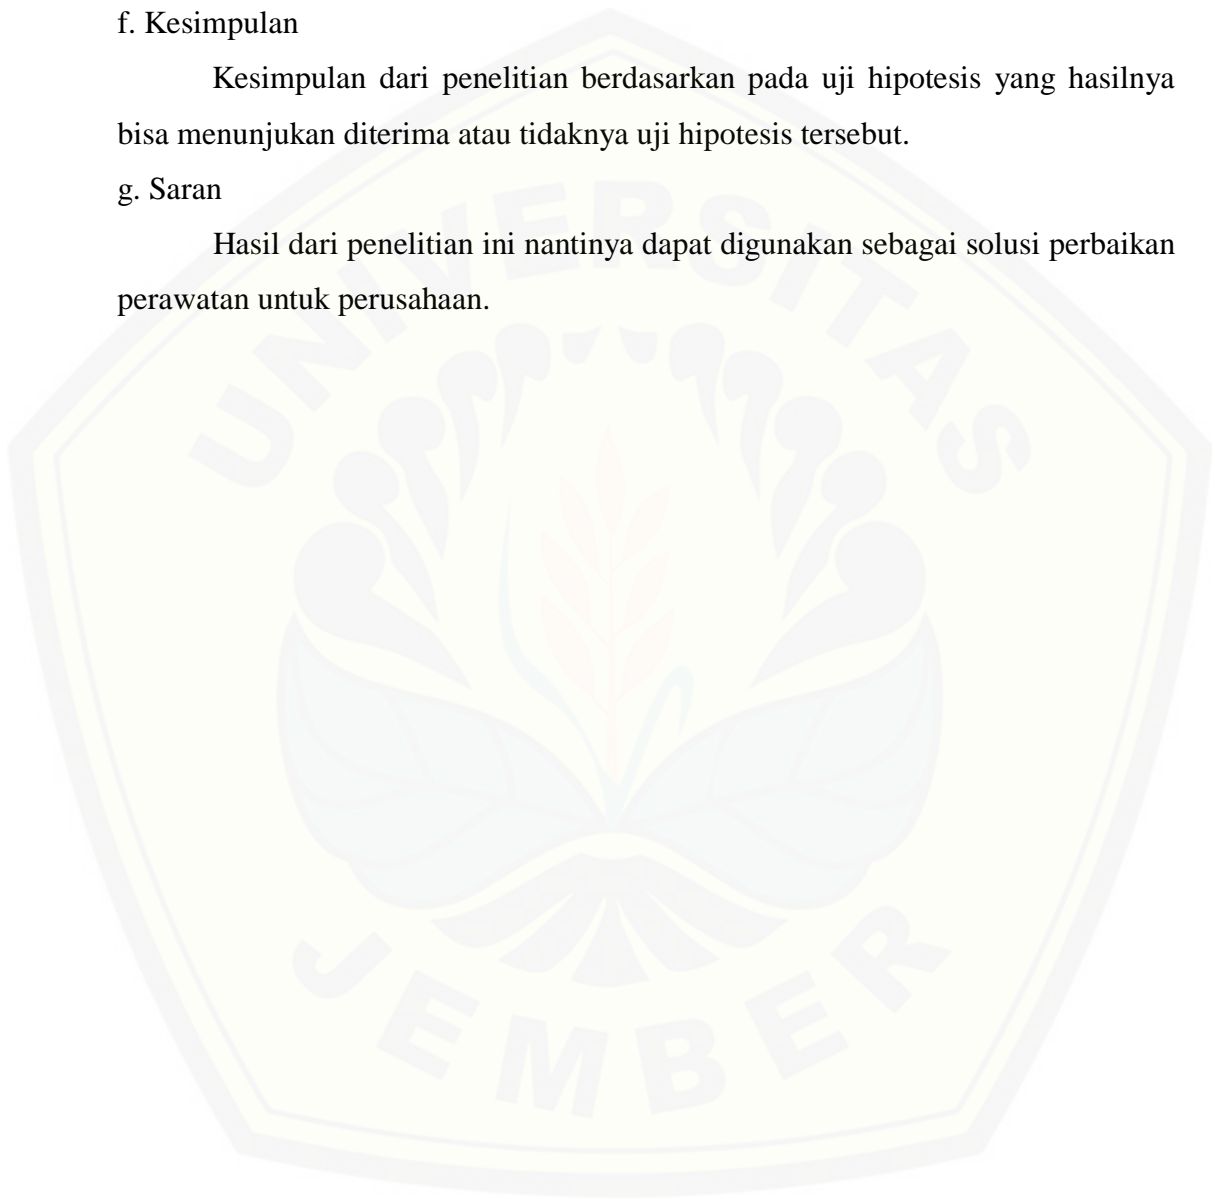 f. Kesimpulan
Kesimpulan dari penelitian berdasarkan pada uji hipotesis yang hasilnya
bisa menunjukan diterima atau tidaknya uji hipotesis tersebut.
g. Saran
Hasil dari penelitian ini nantinya dapat digunakan sebagai solusi perbaikan
perawatan untuk perusahaan.
UNIVERSITAS
JEMBER